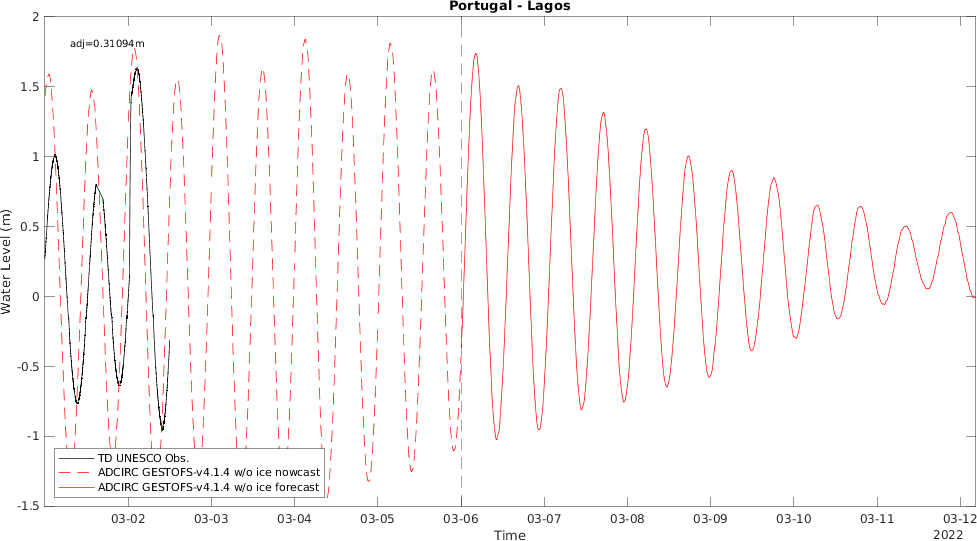 Portugal - Lagos
adj=0.31094m
Water Level (m)
2
1.5
1
0.5
0
-0.5
-1
-1.5
TD UNESCO Obs.
ADCIRC GESTOFS-v4.1.4 w/o ice nowcast
ADCIRC GESTOFS-v4.1.4 w/o ice forecast
03-02 03-03 03-04 03-05 03-06 03-07 03-08 03-09 03-10 03-11 03-12
Time
2022